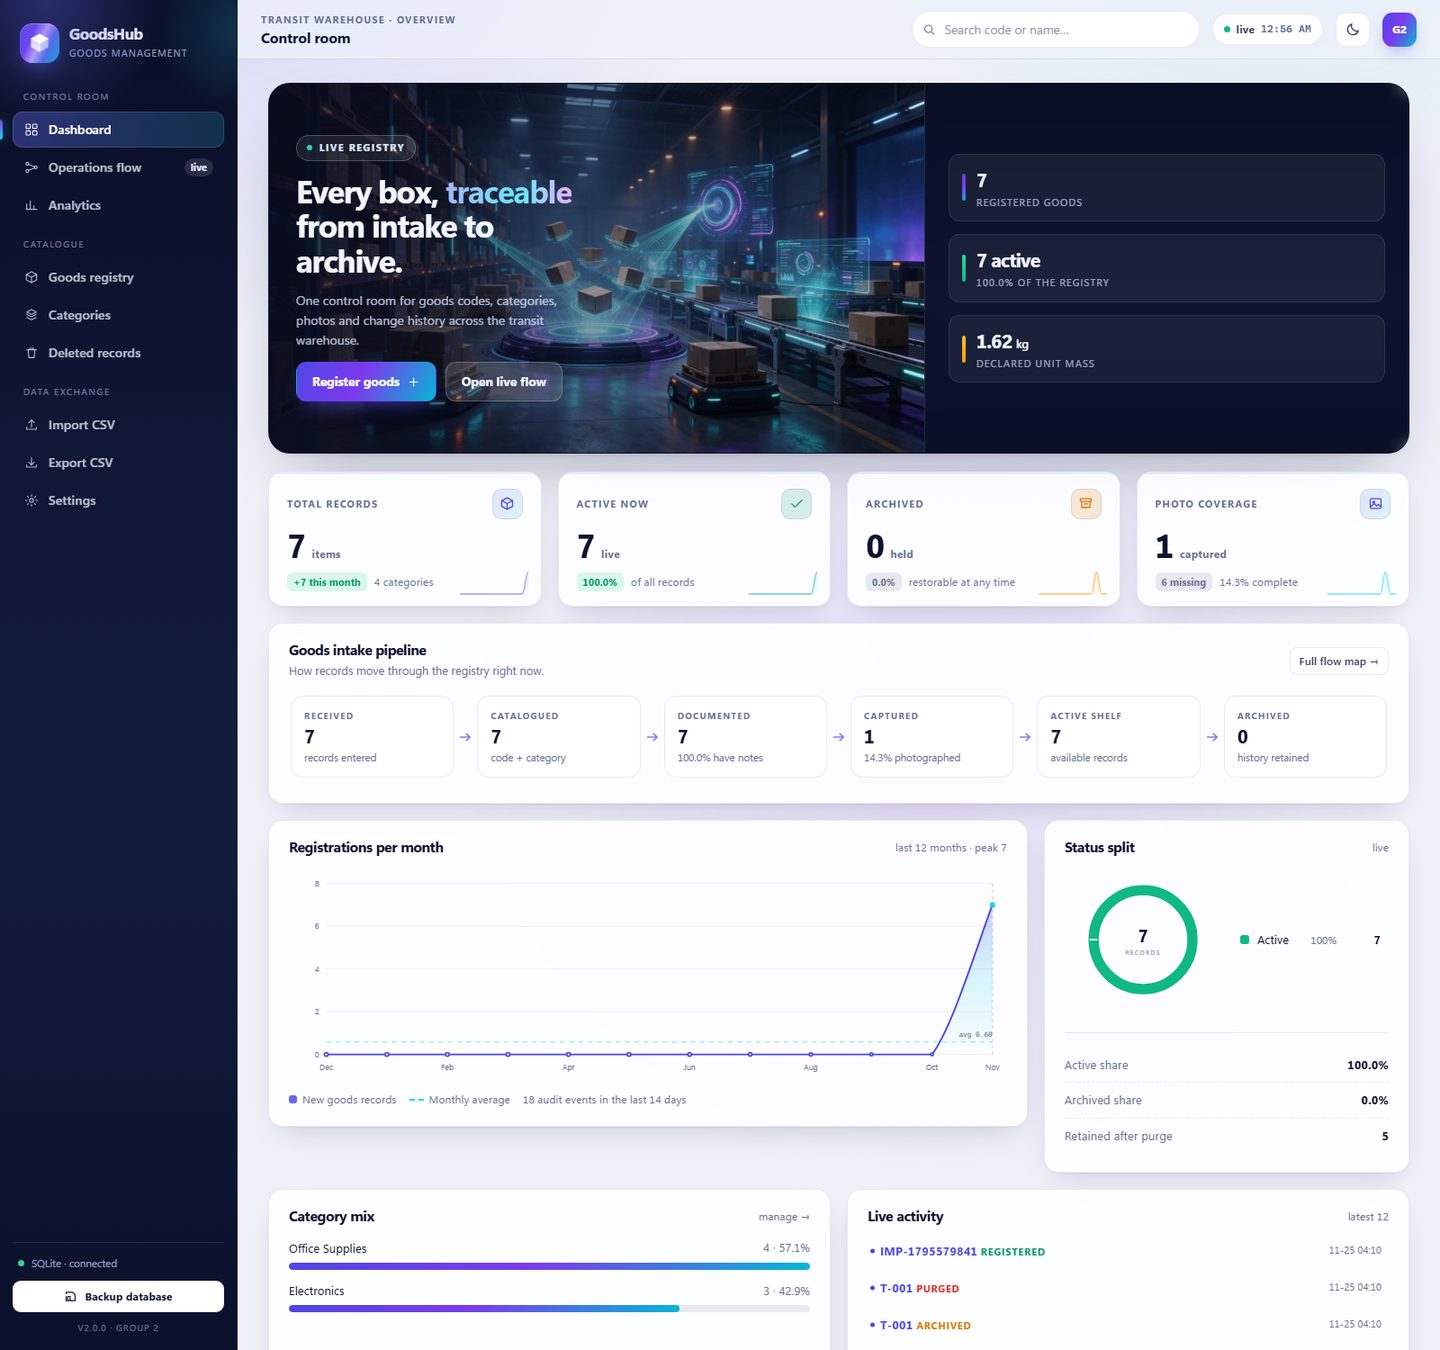 GoodsHub
GOODS MANAGEMENT
CONTROL ROOM
Dashboard
Operations flow live
Analytics
CATALOGUE
Goods registry
Categories
Deleted records
DATA EXCHANGE
Import CSV
Export CSV
Settings
SQLite · connected
Backup database
V2.0.0 · GROUP 2
TRANSIT WAREHOUSE · OVERVIEW
Control room
Search code or name...
live 12:56 AM
G2
LIVE REGISTRY
Every box, traceable
from intake to
archive.
One control room for goods codes, categories,
photos and change history across the transit
warehouse.
Register goods +
Open live flow
7
REGISTERED GOODS
7 active
100.0% OF THE REGISTRY
1.62 kg
DECLARED UNIT MASS
TOTAL RECORDS
7 items
+7 this month 4 categories
ACTIVE NOW
7 live
100.0% of all records
ARCHIVED
0 held
0.0% restorable at any time
PHOTO COVERAGE
1 captured
6 missing 14.3% complete
Goods intake pipeline
How records move through the registry right now.
Full flow map →
RECEIVED
7
records entered
→
CATALOGUED
7
code + category
→
DOCUMENTED
7
100.0% have notes
→
CAPTURED
1
14.3% photographed
→
ACTIVE SHELF
7
available records
→
ARCHIVED
0
history retained
Registrations per month
last 12 months · peak 7
8
6
4
2
0
avg 0.60
Dec Feb Apr Jun Aug Oct Nov
New goods records Monthly average 18 audit events in the last 14 days
Status split
live
7
RECORDS
Active 100% 7
Active share 100.0%
Archived share 0.0%
Retained after purge 5
Category mix
manage →
Office Supplies 4 · 57.1%
Electronics 3 · 42.9%
Live activity
latest 12
IMP-1795579841 REGISTERED 11-25 04:10
T-001 PURGED 11-25 04:10
T-001 ARCHIVED 11-25 04:10